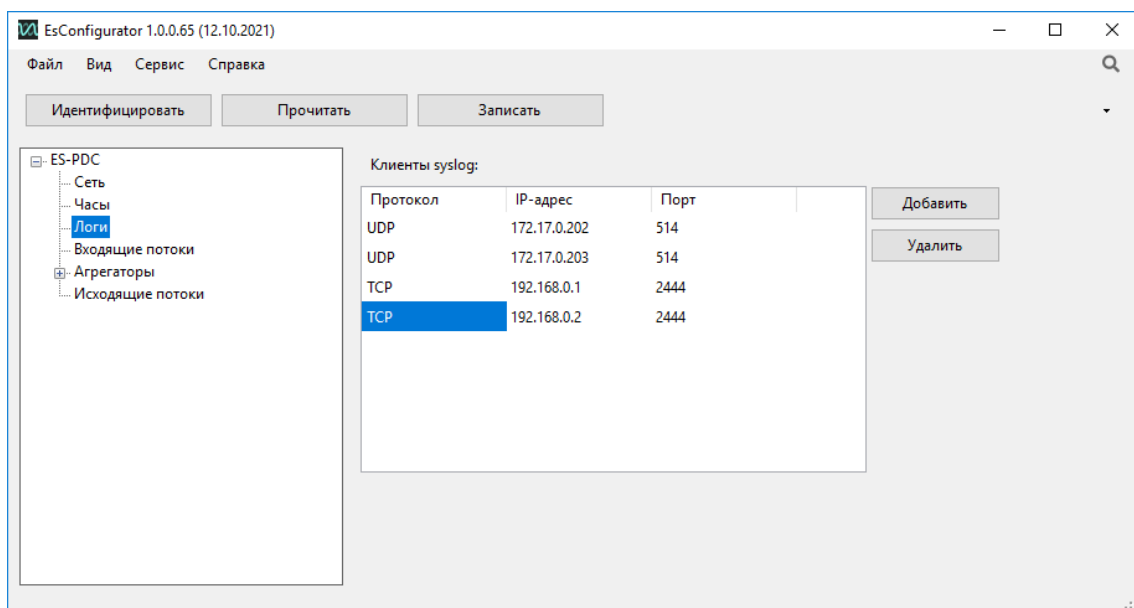 EsConfigurator 1.0.0.65 (12.10.2021)
Файл Вид Сервис Справка
Идентифицировать Прочитать Записать
ES-PDC
Сеть
Часы
Логи
Входящие потоки
Агрегаторы
Исходящие потоки
Клиенты syslog:
Протокол IP-адрес Порт
UDP 172.17.0.202 514
UDP 172.17.0.203 514
TCP 192.168.0.1 2444
TCP 192.168.0.2 2444
Добавить
Удалить